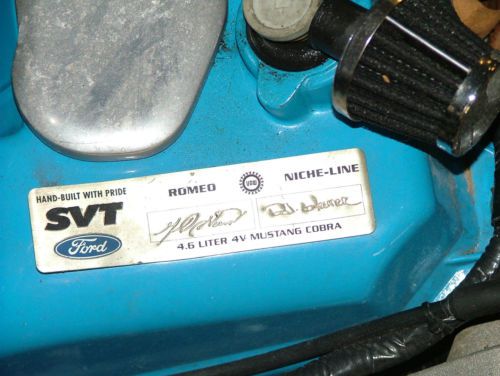 HAND-BUILT WITH PRIDE
SVT
Ford
ROMEO
NICHE-LINE
4.6 LITER 4V MUSTANG COBRA